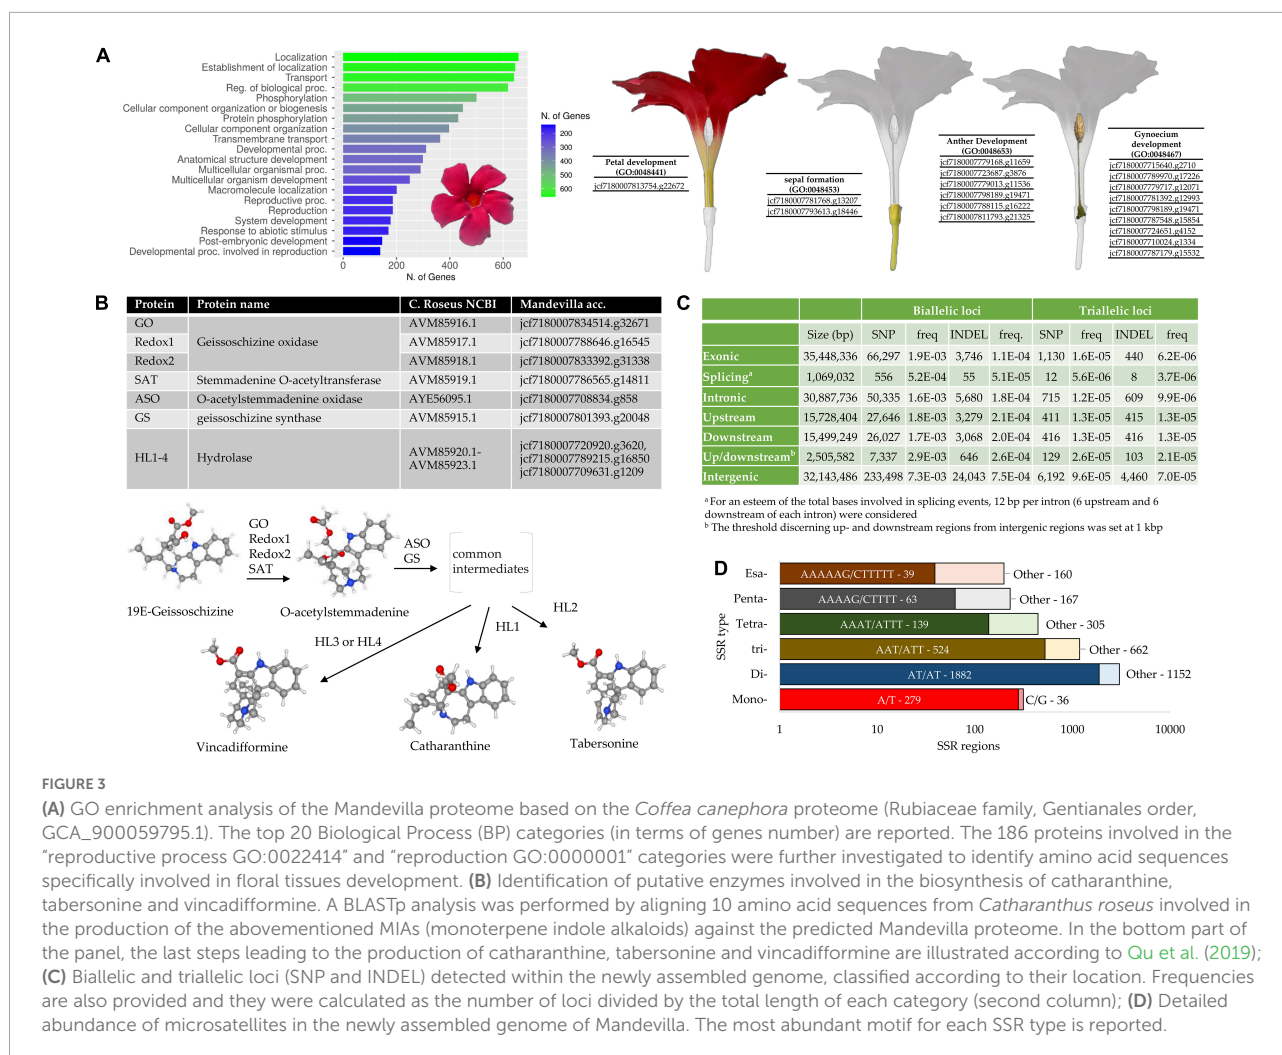 A
Localization
Establishment of localization
Transport
Reg. of biological proc.
Phosphorylation
Cellular component organization or biogenesis
Protein phosphorylation
Cellular component organization
Transmembrane transport
Developmental proc.
Anatomical structure development
Multicellular organismal proc.
Multicellular organism development
Macromolecule localization
Reproductive proc.
Reproduction
System development
Response to abiotic stimulus
Post-embryonic development
Developmental proc. involved in reproduction
0 200 400 600
N. of Genes
N. of Genes
200
300
400
500
600
Petal development
(GO:0048441)
jcf7180007813754.g22672
sepal formation
(GO:0048453)
jcf7180007781768.g13207
jcf7180007793613.g18446
Anther Development
(GO:0048653)
jcf7180007779168.g11659
jcf7180007723687.g3876
jcf7180007779013.g11536
jcf7180007798189.g19471
jcf7180007788115.g16222
jcf7180007811793.g21325
Gynoecium
development
(GO:0048467)
jcf7180007715640.g2710
jcf7180007789970.g17226
jcf7180007779717.g12071
jcf7180007781392.g12993
jcf7180007798189.g19471
jcf7180007787548.g15854
jcf7180007724651.g4152
jcf7180007710024.g1334
jcf7180007787179.g15532
B
Protein Protein name C. Roseus NCBI Mandevilla acc.
GO AVM85916.1 jcf7180007834514.g32671
Redox1 Geissoschizine oxidase AVM85917.1 jcf7180007788646.g16545
Redox2 AVM85918.1 jcf7180007833392.g31338
SAT Stemmadenine O-acetyltransferase AVM85919.1 jcf7180007786565.g14811
ASO O-acetylstemmadenine oxidase AYE56095.1 jcf7180007708834.g858
GS geissoschizine synthase AVM85915.1 jcf7180007801393.g20048
HL1-4 Hydrolase AVM85920.1-
AVM85923.1
jcf7180007720920.g3620,
jcf7180007789215.g16850
jcf7180007709631.g1209
GO
Redox1
Redox2
SAT
ASO
GS
common
intermediates
19E-Geissoschizine
O-acetylstemmadenine
HL3 or HL4
HL1
HL2
Vincadifformine
Catharanthine
Tabersonine
C
Biallelic loci Triallelic loci
Size (bp) SNP freq INDEL freq. SNP freq INDEL freq
Exonic 35,448,336 66,297 1.9E-03 3,746 1.1E-04 1,130 1.6E-05 440 6.2E-06
Splicingᵃ 1,069,032 556 5.2E-04 55 5.1E-05 12 5.6E-06 8 3.7E-06
Intronic 30,887,736 50,335 1.6E-03 5,680 1.8E-04 715 1.2E-05 609 9.9E-06
Upstream 15,728,404 27,646 1.8E-03 3,279 2.1E-04 411 1.3E-05 415 1.3E-05
Downstream 15,499,249 26,027 1.7E-03 3,068 2.0E-04 416 1.3E-05 416 1.3E-05
Up/downstreamᵇ 2,505,582 7,337 2.9E-03 646 2.6E-04 129 2.6E-05 103 2.1E-05
Intergenic 32,143,486 233,498 7.3E-03 24,043 7.5E-04 6,192 9.6E-05 4,460 7.0E-05
ᵃ For an esteem of the total bases involved in splicing events, 12 bp per intron (6 upstream and 6
downstream of each intron) were considered
ᵇ The threshold discerning up- and downstream regions from intergenic regions was set at 1 kbp
D
SSR type
Esa- AAAAAG/CTTTTT - 39 Other - 160
Penta- AAAAG/CTTTT - 63 Other - 167
Tetra- AAAT/ATTT - 139 Other - 305
tri- AAT/ATT - 524 Other - 662
Di- AT/AT - 1882 Other - 1152
Mono- A/T - 279 C/G - 36
1 10 100 1000 10000
SSR regions
FIGURE 3
(A) GO enrichment analysis of the Mandevilla proteome based on the Coffea canephora proteome (Rubiaceae family, Gentianales order,
GCA_900059795.1). The top 20 Biological Process (BP) categories (in terms of genes number) are reported. The 186 proteins involved in the
“reproductive process GO:0022414” and “reproduction GO:0000001” categories were further investigated to identify amino acid sequences
specifically involved in floral tissues development. (B) Identification of putative enzymes involved in the biosynthesis of catharanthine,
tabersonine and vincadifformine. A BLASTp analysis was performed by aligning 10 amino acid sequences from Catharanthus roseus involved in
the production of the abovementioned MIAs (monoterpene indole alkaloids) against the predicted Mandevilla proteome. In the bottom part of
the panel, the last steps leading to the production of catharanthine, tabersonine and vincadifformine are illustrated according to Qu et al. (2019);
(C) Biallelic and triallelic loci (SNP and INDEL) detected within the newly assembled genome, classified according to their location. Frequencies
are also provided and they were calculated as the number of loci divided by the total length of each category (second column); (D) Detailed
abundance of microsatellites in the newly assembled genome of Mandevilla. The most abundant motif for each SSR type is reported.